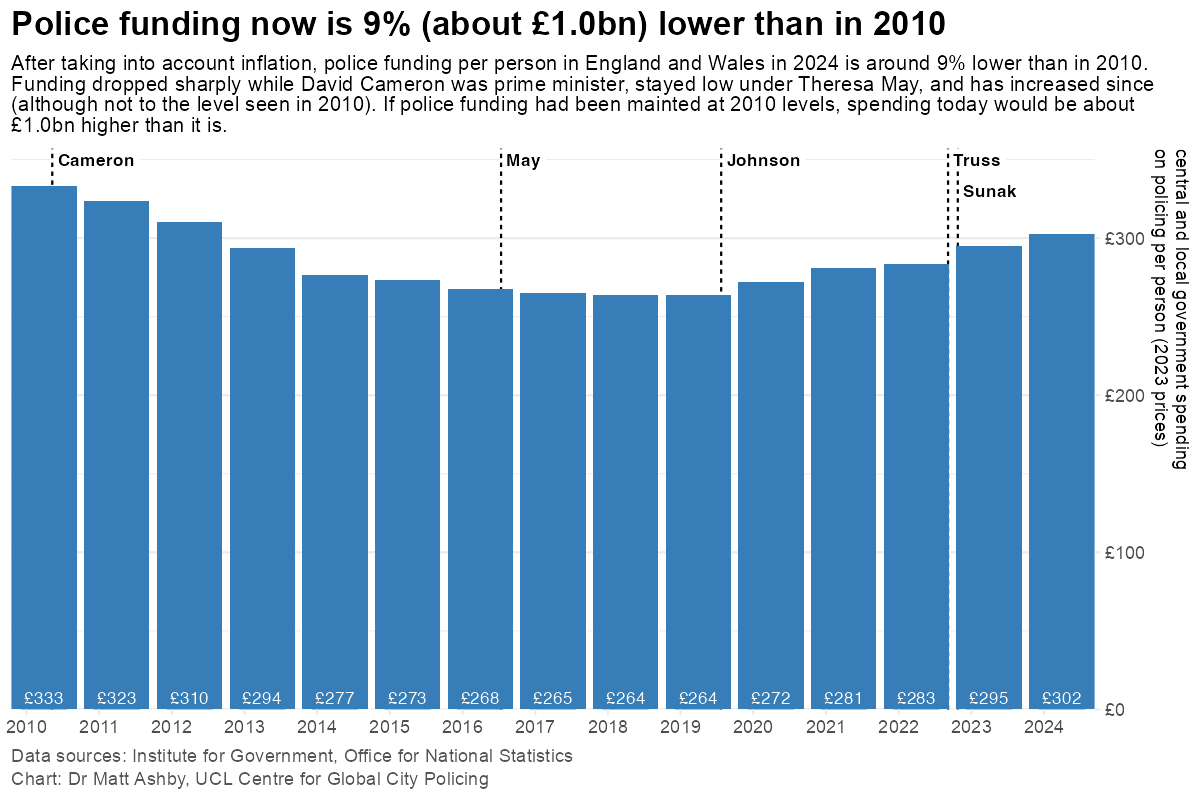 Police funding now is 9% (about £1.0bn) lower than in 2010
After taking into account inflation, police funding per person in England and Wales in 2024 is around 9% lower than in 2010.
Funding dropped sharply while David Cameron was prime minister, stayed low under Theresa May, and has increased since
(although not to the level seen in 2010). If police funding had been mainted at 2010 levels, spending today would be about
£1.0bn higher than it is.
Cameron
May
Johnson
Truss
Sunak
central and local government spending
on policing per person (2023 prices)
£300
£200
£100
£0
£333 £323 £310 £294 £277 £273 £268 £265 £264 £264 £272 £281 £283 £295 £302
2010 2011 2012 2013 2014 2015 2016 2017 2018 2019 2020 2021 2022 2023 2024
Data sources: Institute for Government, Office for National Statistics
Chart: Dr Matt Ashby, UCL Centre for Global City Policing